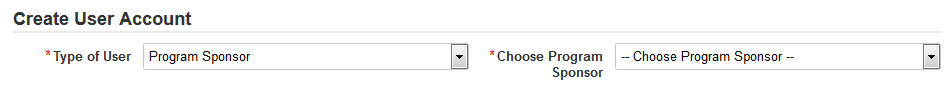 Create User Account
*Type of User Program Sponsor *Choose Program Sponsor -- Choose Program Sponsor --